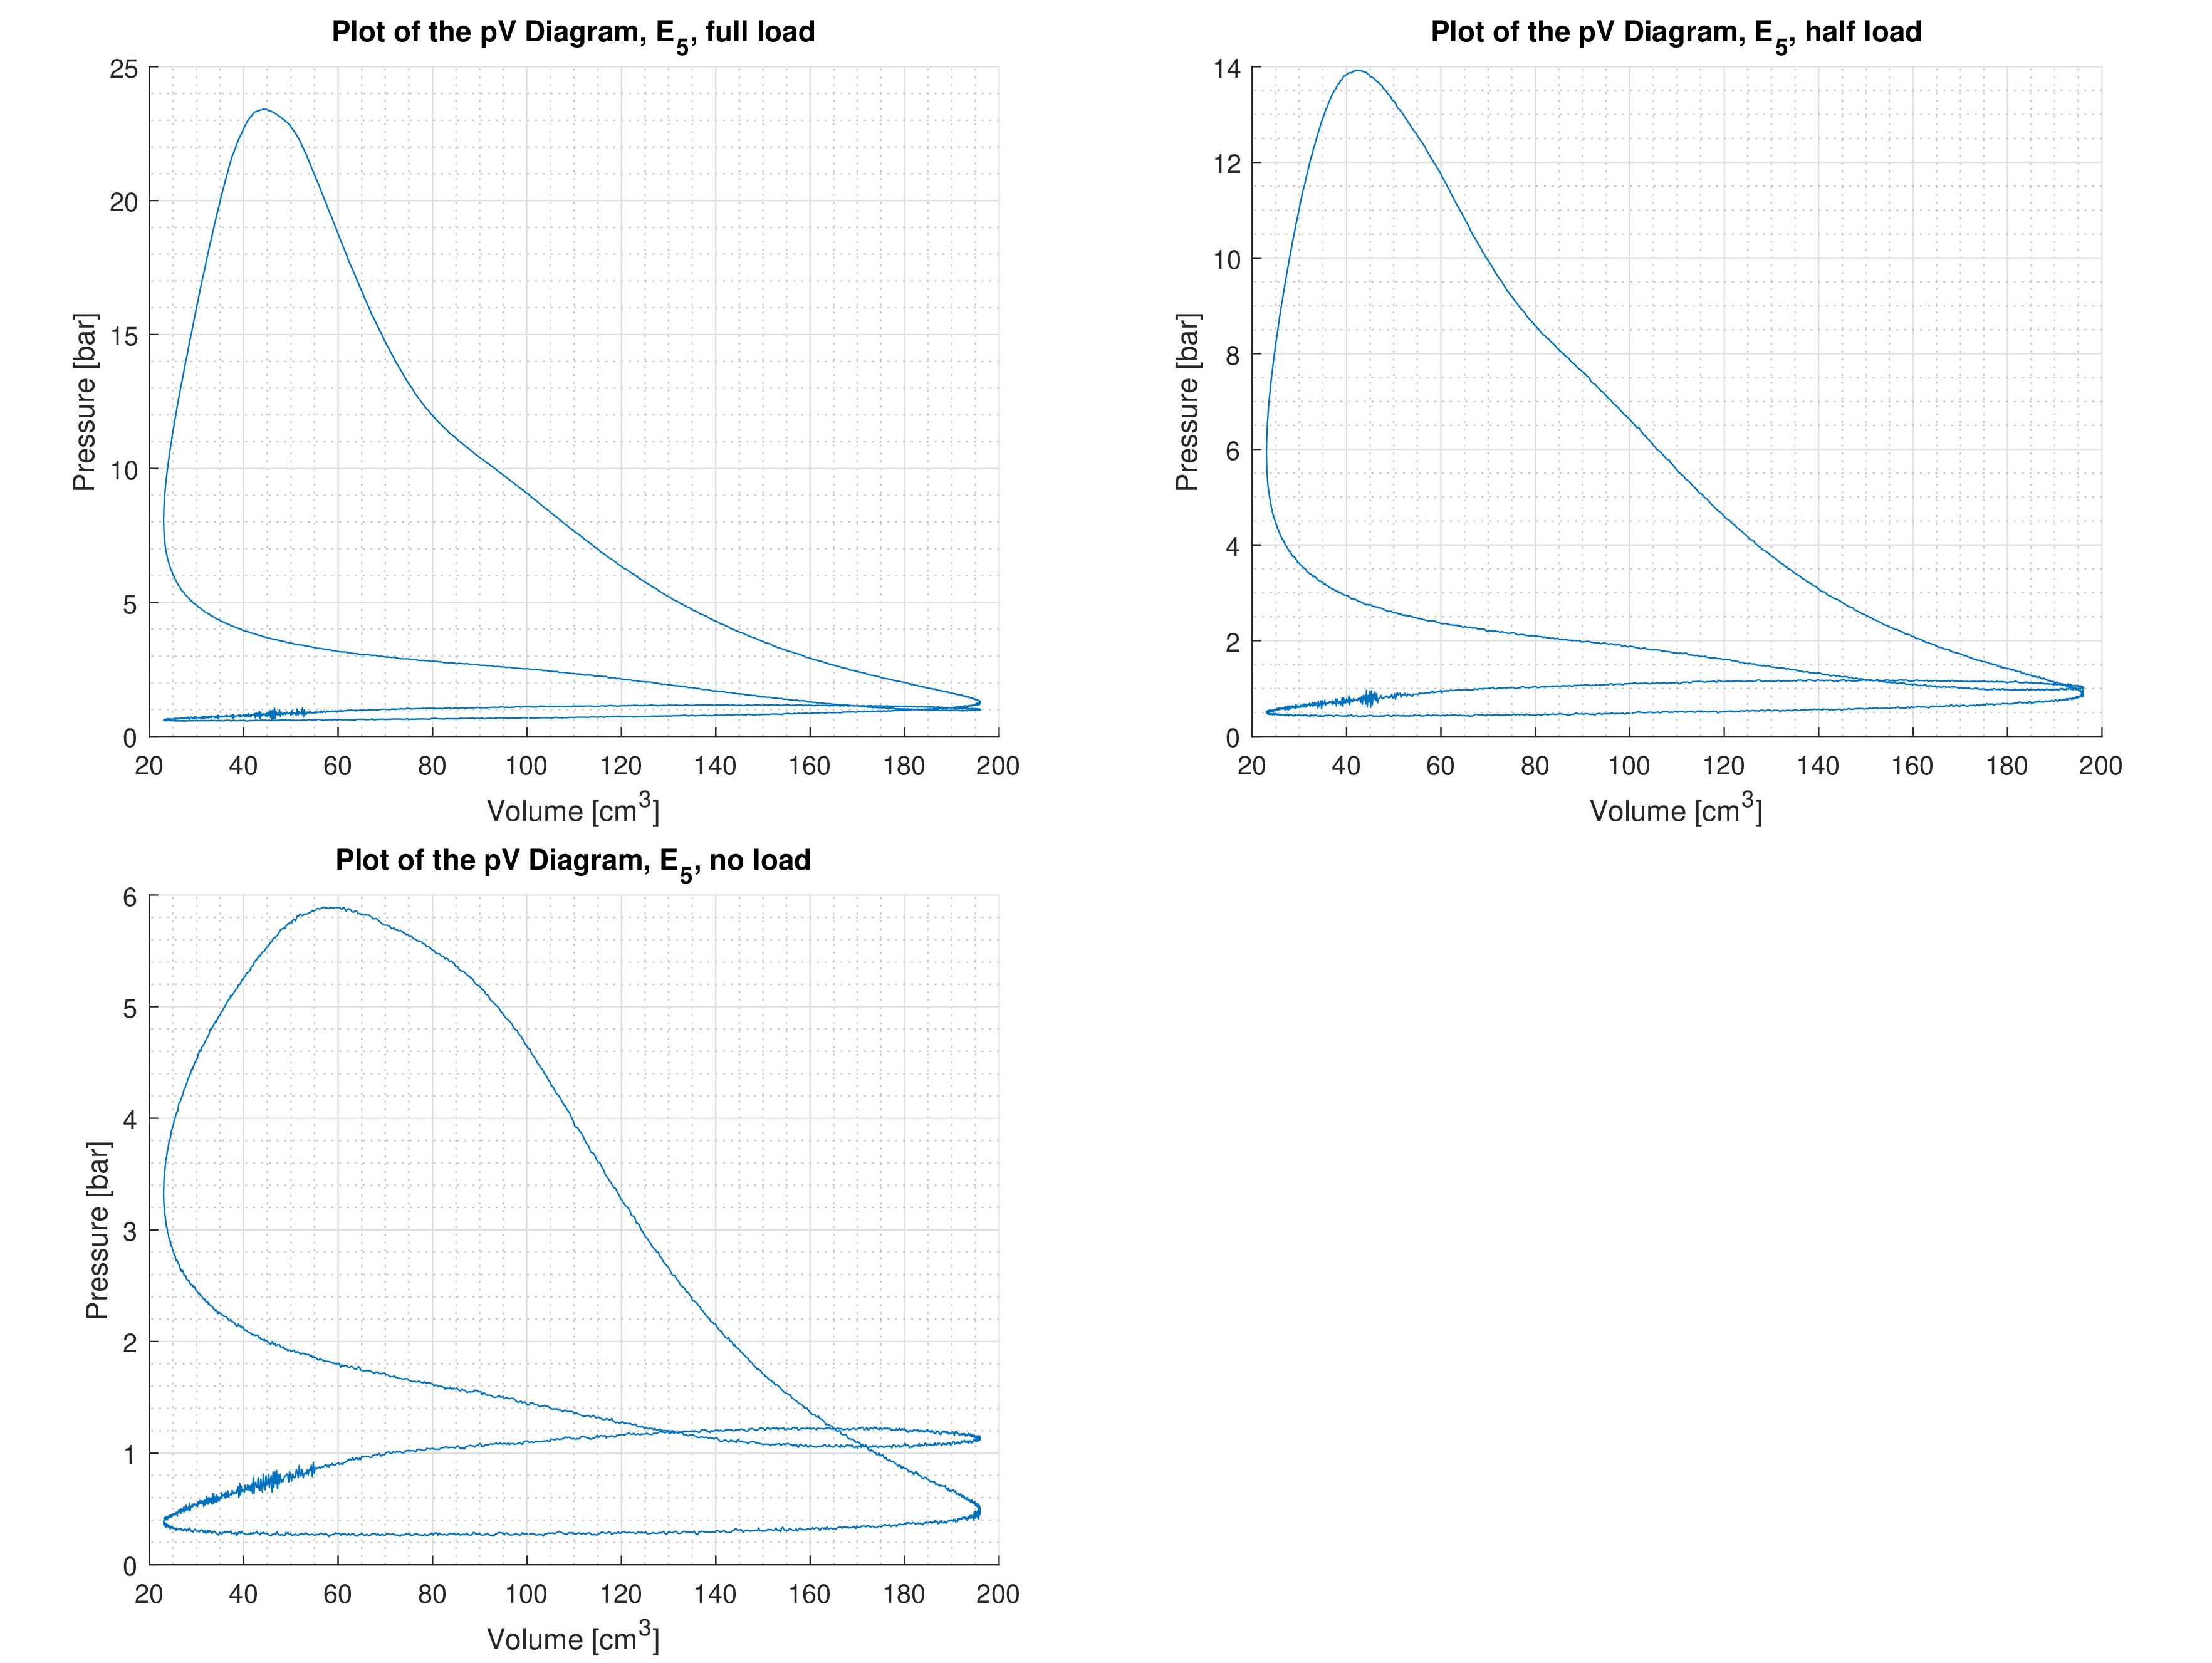 Plot of the pV Diagram, E5, full load
Pressure [bar]
25
20
15
10
5
0
20 40 60 80 100 120 140 160 180 200
Volume [cm3]
Plot of the pV Diagram, E5, half load
Pressure [bar]
14
12
10
8
6
4
2
0
20 40 60 80 100 120 140 160 180 200
Volume [cm3]
Plot of the pV Diagram, E5, no load
Pressure [bar]
6
5
4
3
2
1
0
20 40 60 80 100 120 140 160 180 200
Volume [cm3]